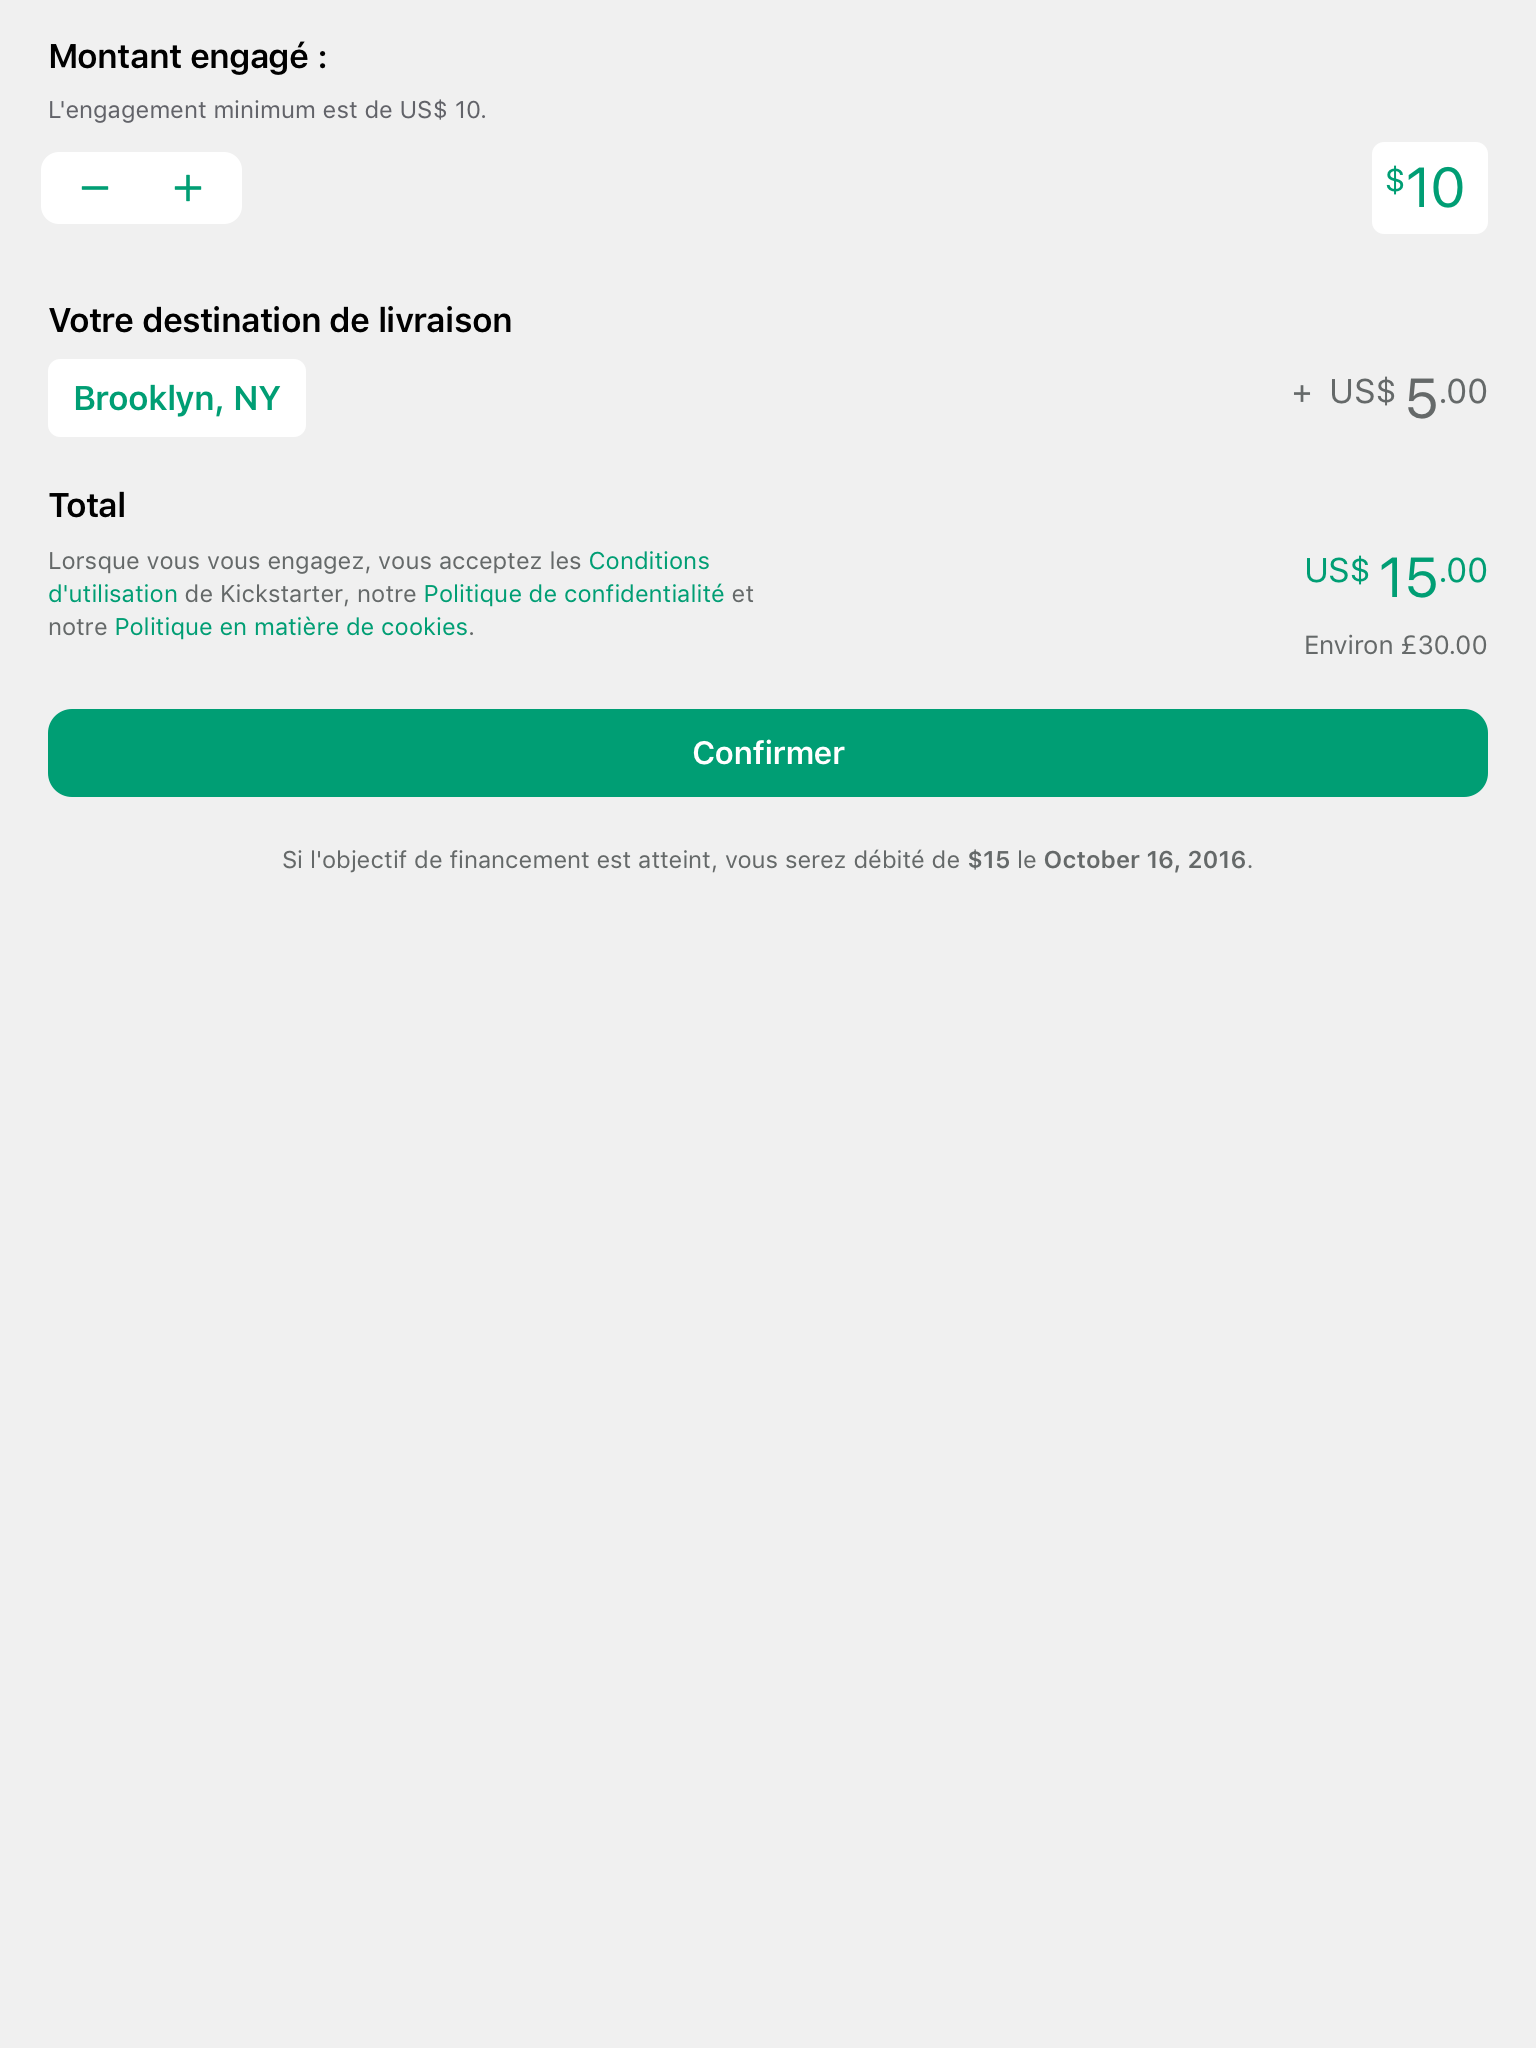 Montant engagé :
L'engagement minimum est de US$ 10.
− +
$10
Votre destination de livraison
Brooklyn, NY
+ US$ 5.00
Total
Lorsque vous vous engagez, vous acceptez les Conditions
d'utilisation de Kickstarter, notre Politique de confidentialité et
notre Politique en matière de cookies.
US$ 15.00
Environ £30.00
Confirmer
Si l'objectif de financement est atteint, vous serez débité de $15 le October 16, 2016.